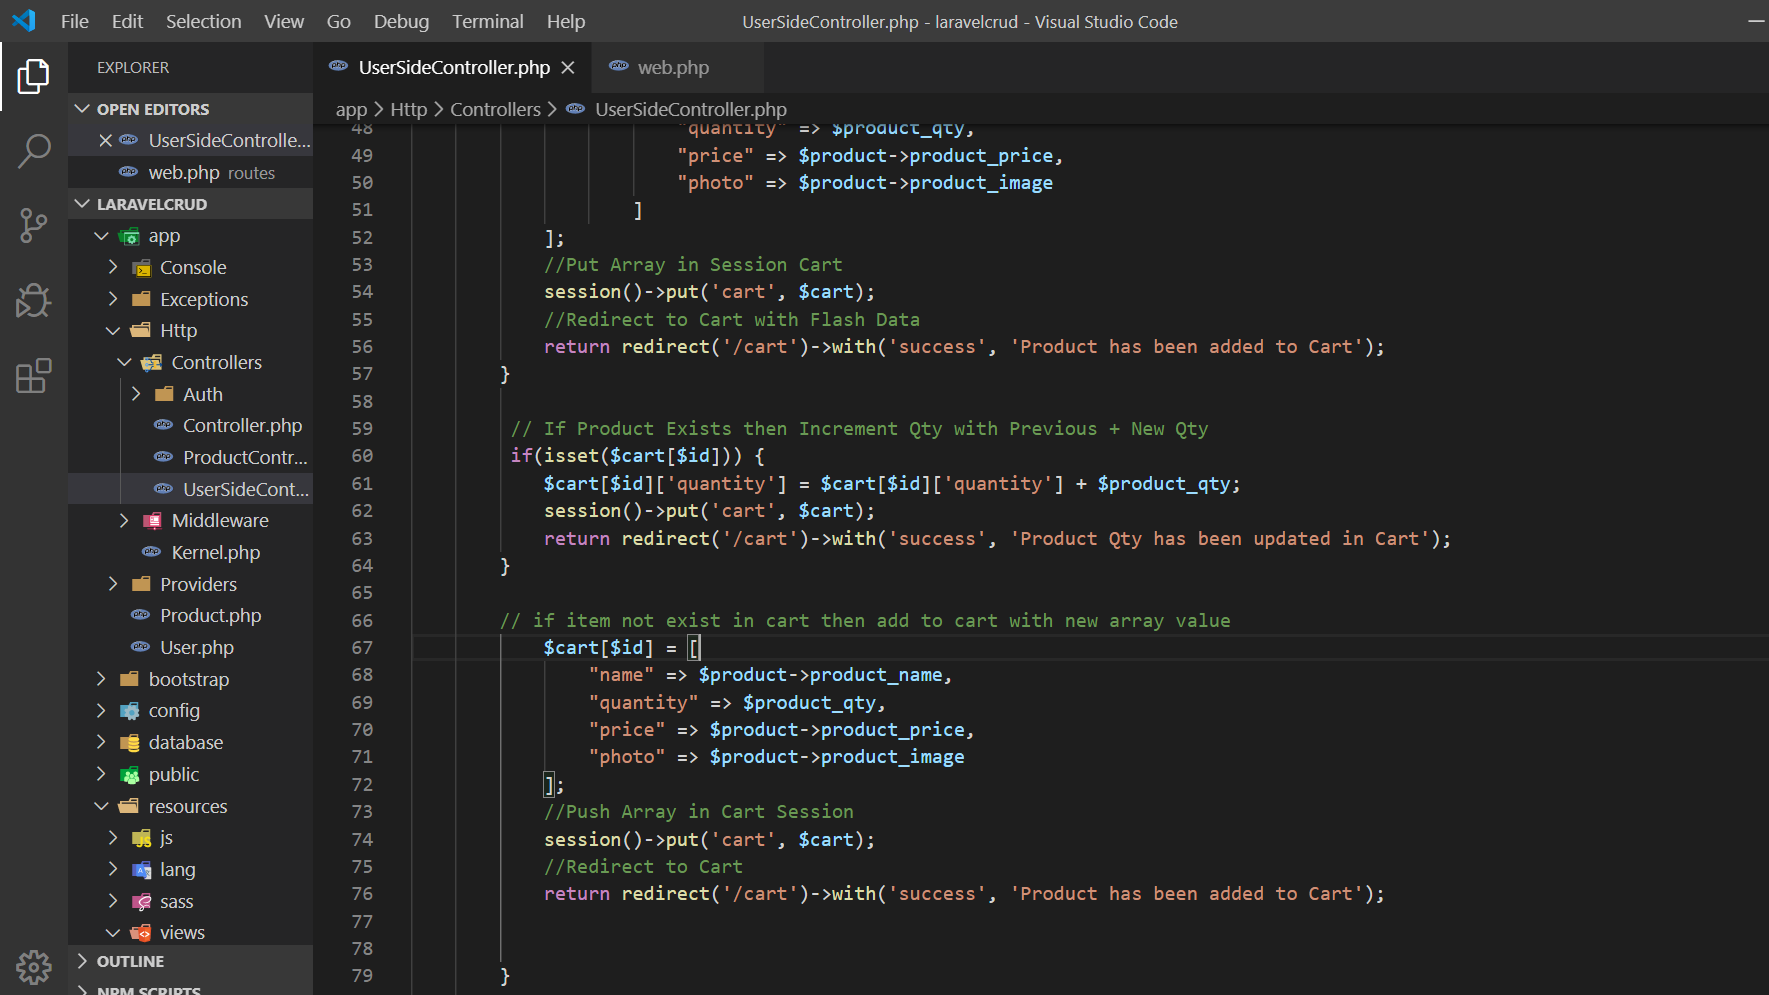 File Edit Selection View Go Debug Terminal Help
UserSideController.php - laravelcrud - Visual Studio Code
EXPLORER
OPEN EDITORS
UserSideControlle...
web.php routes
LARAVELCRUD
app
Console
Exceptions
Http
Controllers
Auth
Controller.php
ProductContr...
UserSideCont...
Middleware
Kernel.php
Providers
Product.php
User.php
bootstrap
config
database
public
resources
js
lang
sass
views
OUTLINE
NPM SCRIPTS
UserSideController.php
web.php
app > Http > Controllers > UserSideController.php
48 "quantity" => $product_qty,
49 "price" => $product->product_price,
50 "photo" => $product->product_image
51 ]
52 ];
53 //Put Array in Session Cart
54 session()->put('cart', $cart);
55 //Redirect to Cart with Flash Data
56 return redirect('/cart')->with('success', 'Product has been added to Cart');
57 }
58
59 // If Product Exists then Increment Qty with Previous + New Qty
60 if(isset($cart[$id])) {
61 $cart[$id]['quantity'] = $cart[$id]['quantity'] + $product_qty;
62 session()->put('cart', $cart);
63 return redirect('/cart')->with('success', 'Product Qty has been updated in Cart');
64 }
65
66 // if item not exist in cart then add to cart with new array value
67 $cart[$id] = [
68 "name" => $product->product_name,
69 "quantity" => $product_qty,
70 "price" => $product->product_price,
71 "photo" => $product->product_image
72 ];
73 //Push Array in Cart Session
74 session()->put('cart', $cart);
75 //Redirect to Cart
76 return redirect('/cart')->with('success', 'Product has been added to Cart');
77
78
79 }